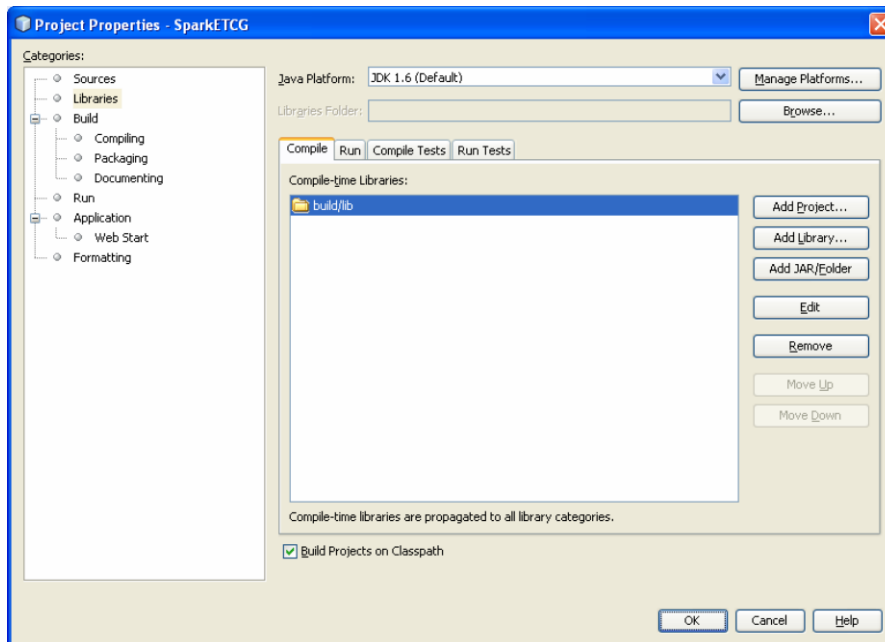 Project Properties - SparkETCG
Categories:
Sources
Libraries
Build
Compiling
Packaging
Documenting
Run
Application
Web Start
Formatting
Java Platform: JDK 1.6 (Default) Manage Platforms...
Libraries Folder: Browse...
Compile Run Compile Tests Run Tests
Compile-time Libraries:
build/lib
Add Project...
Add Library...
Add JAR/Folder
Edit
Remove
Move Up
Move Down
Compile-time libraries are propagated to all library categories.
Build Projects on Classpath
OK Cancel Help